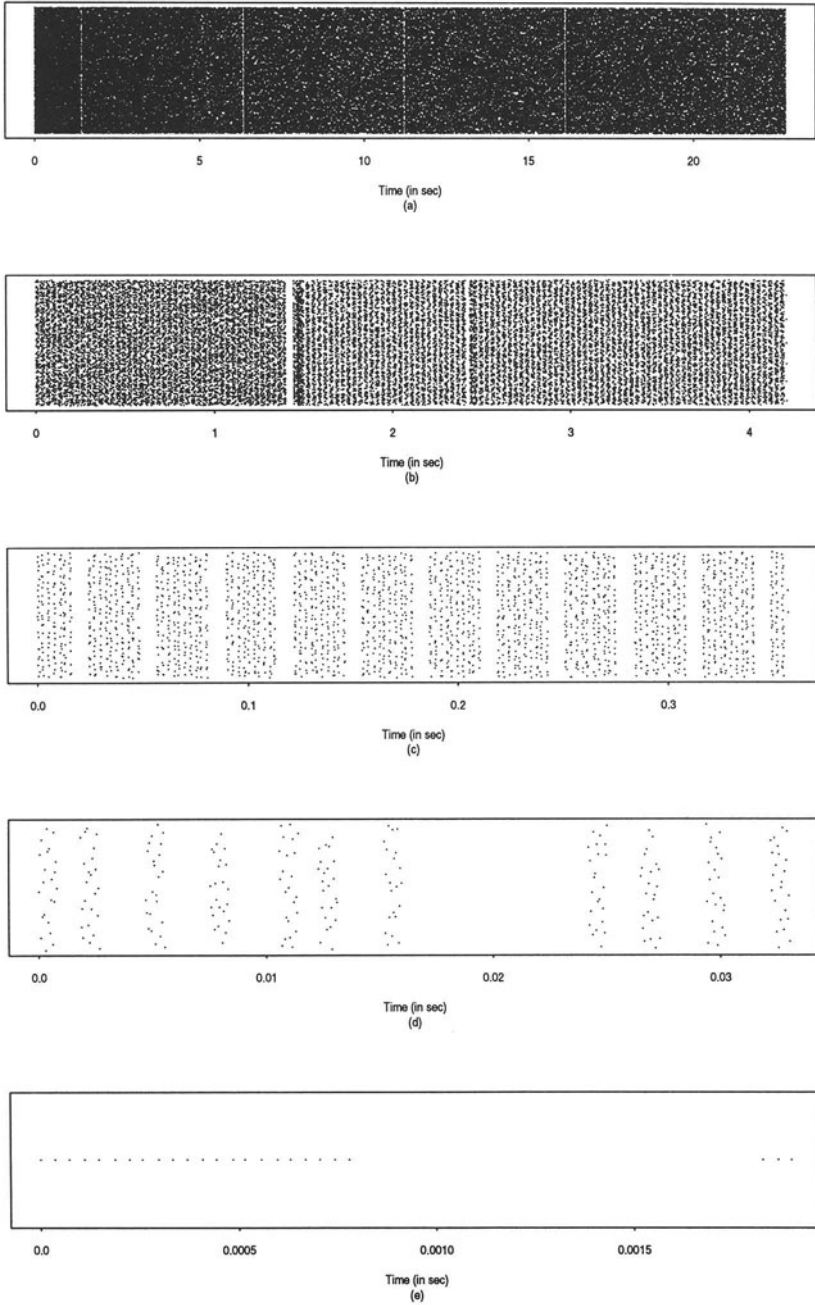 0 5 10 15 20
Time (in sec)
(a)
0 1 2 3 4
Time (in sec)
(b)
0.0 0.1 0.2 0.3
Time (in sec)
(c)
0.0 0.01 0.02 0.03
Time (in sec)
(d)
0.0 0.0005 0.0010 0.0015
Time (in sec)
(e)